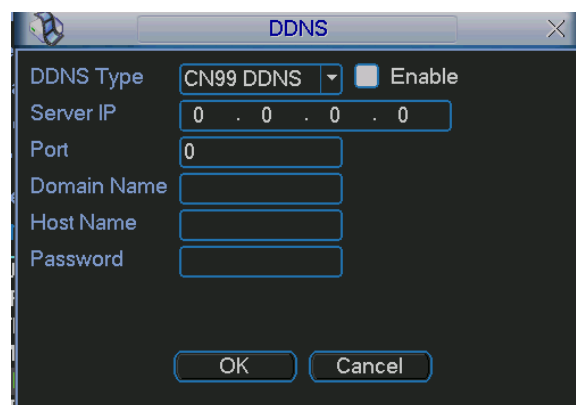 DDNS
DDNS Type CN99 DDNS Enable
Server IP 0 . 0 . 0 . 0
Port 0
Domain Name
Host Name
Password
OK Cancel